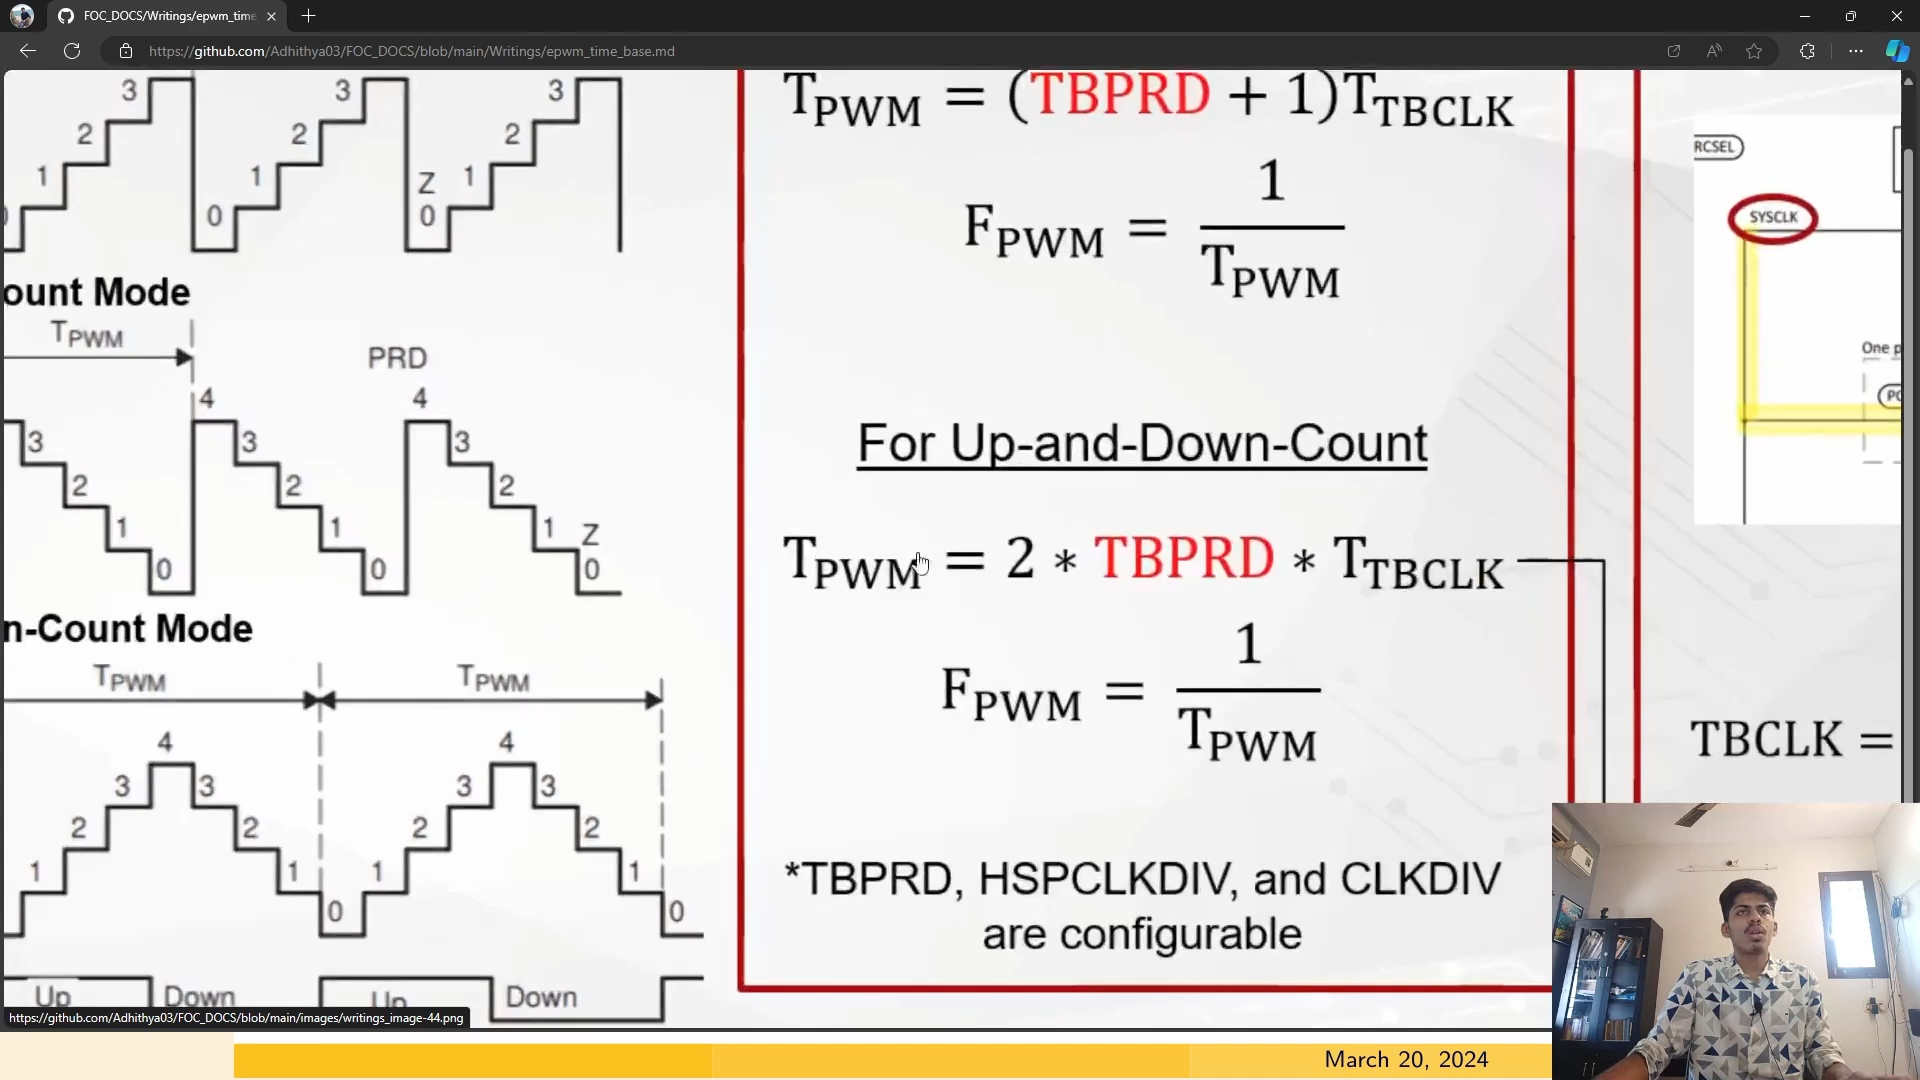 FOC_DOCS/Writings/epwm_time
https://github.com/Adhithya03/FOC_DOCS/blob/main/Writings/epwm_time_base.md
3
2
1
0
3
2
1
Z
0
3
2
1
ount Mode
TPWM
PRD
3
2
1
0
4
3
2
1
0
4
3
2
1
Z
0
n-Count Mode
TPWM
TPWM
1
2
3
4
3
2
1
0
1
2
3
4
3
2
1
0
Up
Down
Up
Down
TPWM = (TBPRD + 1)TTBCLK
FPWM = 1
TPWM
For Up-and-Down-Count
TPWM = 2 * TBPRD * TTBCLK
FPWM = 1
TPWM
*TBPRD, HSPCLKDIV, and CLKDIV
are configurable
RCSEL
SYSCLK
One p
PC
TBCLK =
https://github.com/Adhithya03/FOC_DOCS/blob/main/images/writings_image-44.png
March 20, 2024